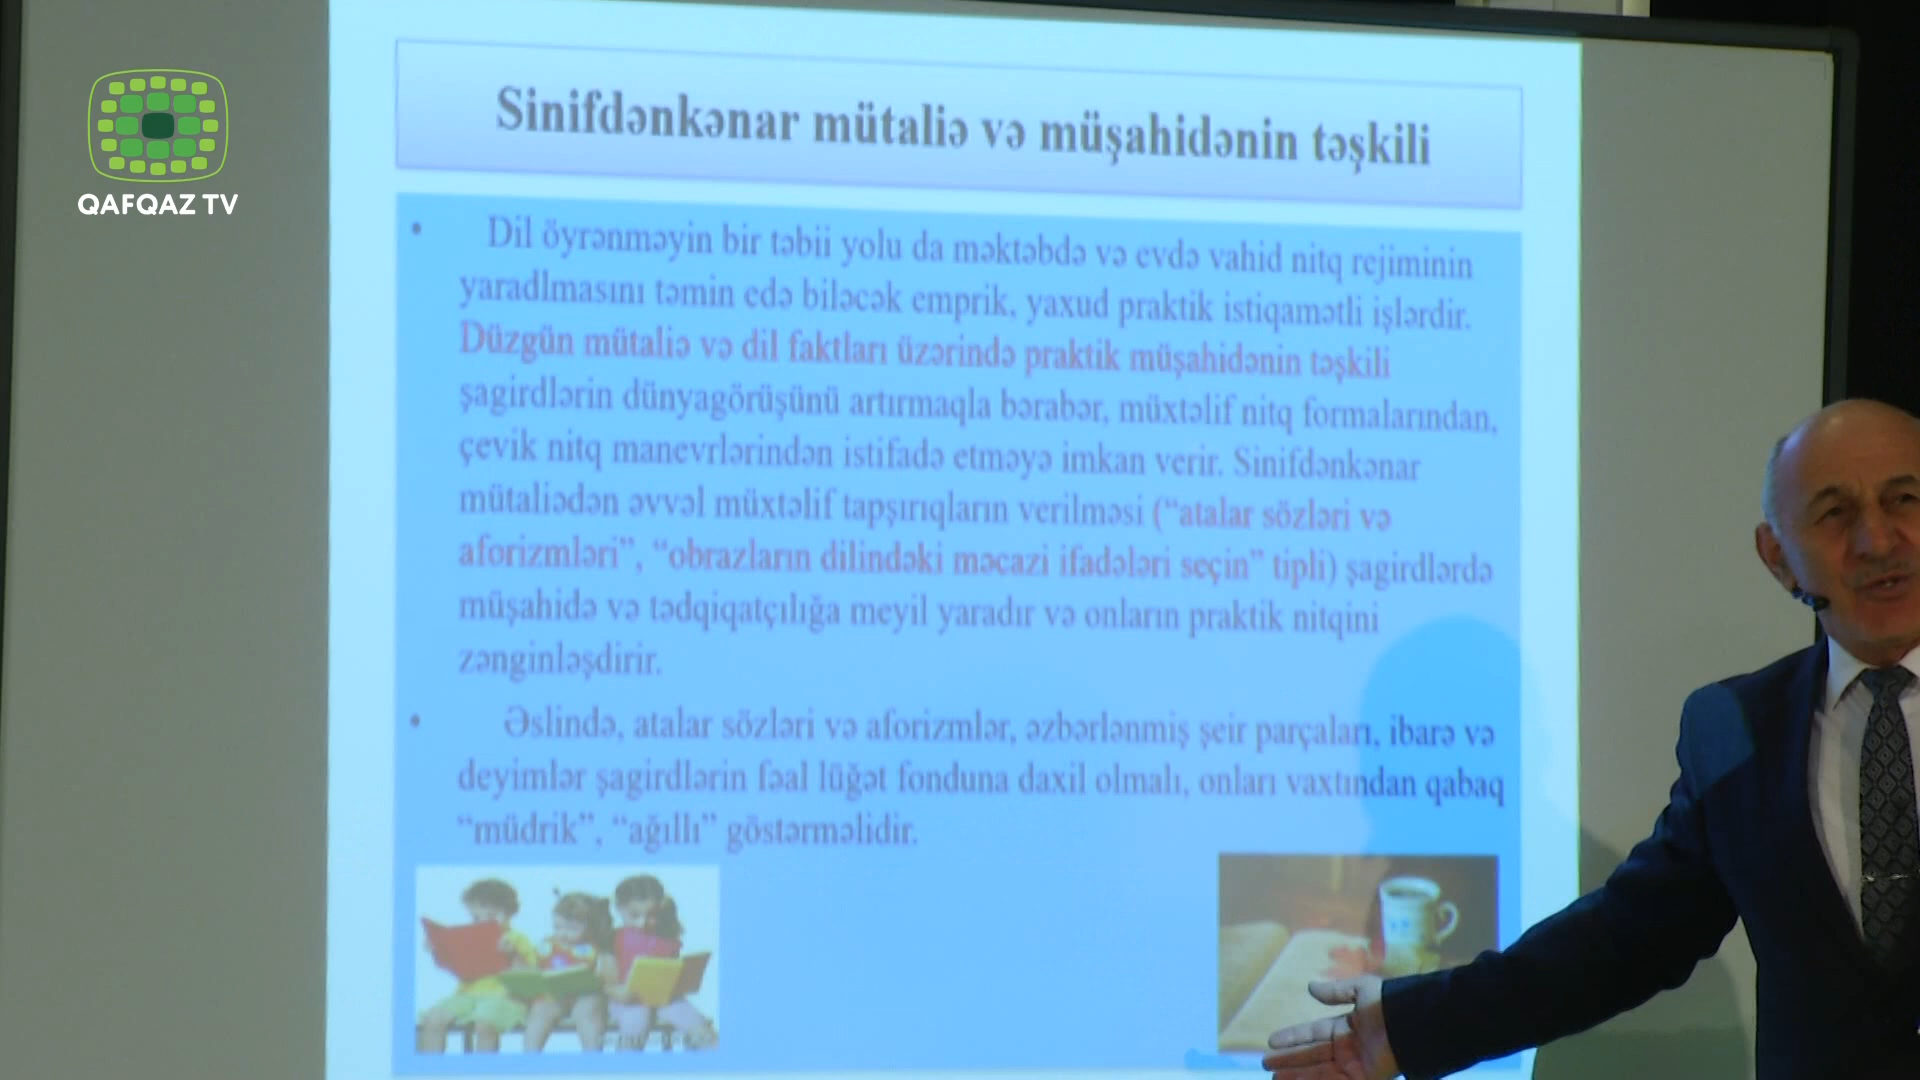 QAFQAZ TV
Sinifdənkənar mütaliə və müşahidənin təşkili
• Dil öyrənməyin bir təbii yolu da məktəbdə və evdə vahid nitq rejiminin
yaradlmasını təmin edə biləcək emprik, yaxud praktik istiqamətli işlərdir.
Düzgün mütaliə və dil faktları üzərində praktik müşahidənin təşkili
şagirdlərin dünyagörüşünü artırmaqla bərabər, müxtəlif nitq formalarından,
çevik nitq manevrlərindən istifadə etməyə imkan verir. Sinifdənkənar
mütaliədən əvvəl müxtəlif tapşırıqların verilməsi (“atalar sözləri və
aforizmləri”, “obrazların dilindəki məcazi ifadələri seçin” tipli) şagirdlərdə
müşahidə və tədqiqatçılığa meyil yaradır və onların praktik nitqini
zənginləşdirir.
• Əslində, atalar sözləri və aforizmlər, əzbərlənmiş şeir parçaları, ibarə və
deyimlər şagirdlərin fəal lüğət fonduna daxil olmalı, onları vaxtından qabaq
“müdrik”, “ağıllı” göstərməlidir.